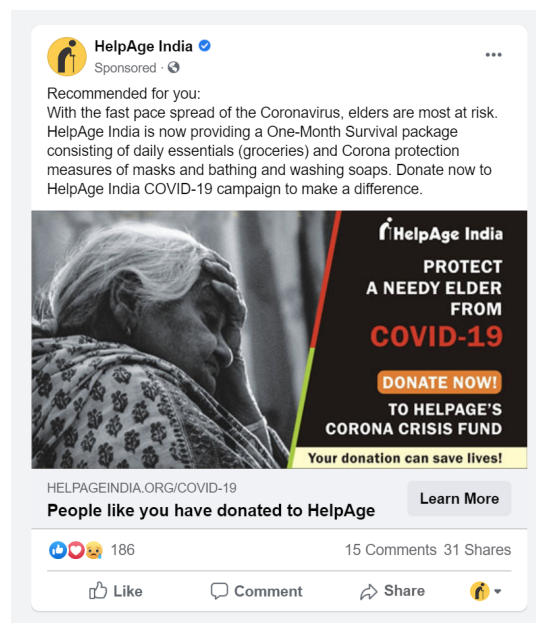 HelpAge India
Sponsored ·
Recommended for you:
With the fast pace spread of the Coronavirus, elders are most at risk.
HelpAge India is now providing a One-Month Survival package
consisting of daily essentials (groceries) and Corona protection
measures of masks and bathing and washing soaps. Donate now to
HelpAge India COVID-19 campaign to make a difference.
HelpAge India
PROTECT
A NEEDY ELDER
FROM
COVID-19
DONATE NOW!
TO HELPAGE'S
CORONA CRISIS FUND
Your donation can save lives!
HELPAGEINDIA.ORG/COVID-19
People like you have donated to HelpAge
Learn More
186 15 Comments 31 Shares
Like Comment Share